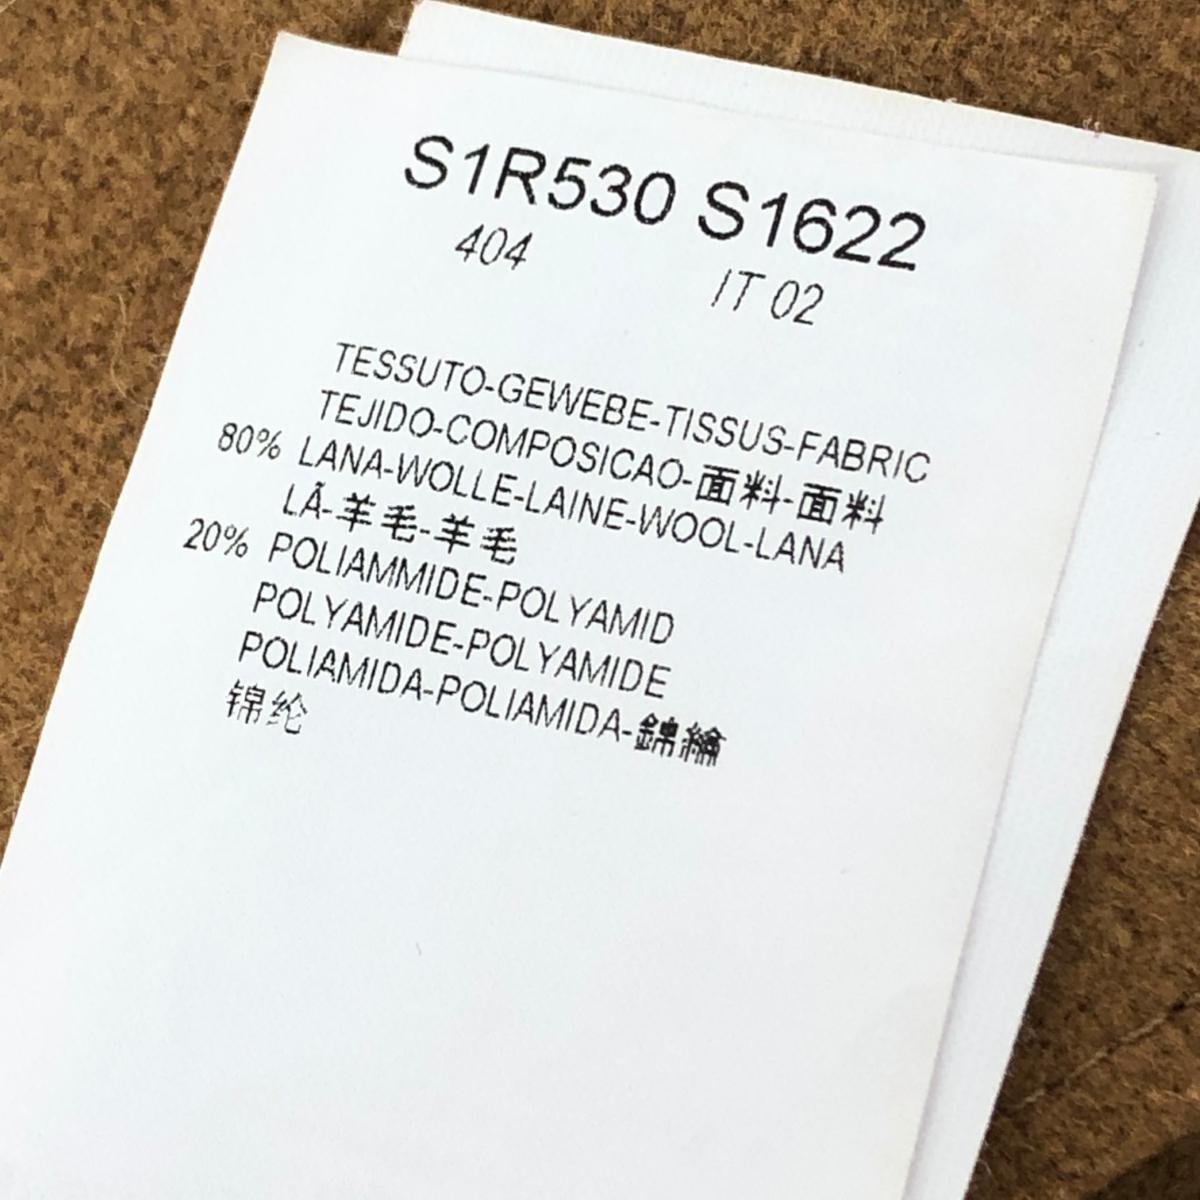 S1R530 S1622
404 IT 02
TESSUTO-GEWEBE-TISSUS-FABRIC
TEJIDO-COMPOSICAO-面料-面料
80% LANA-WOLLE-LAINE-WOOL-LANA
LÃ-羊毛-羊毛
20% POLIAMMIDE-POLYAMID
POLYAMIDE-POLYAMIDE
POLIAMIDA-POLIAMIDA-錦綸
锦纶